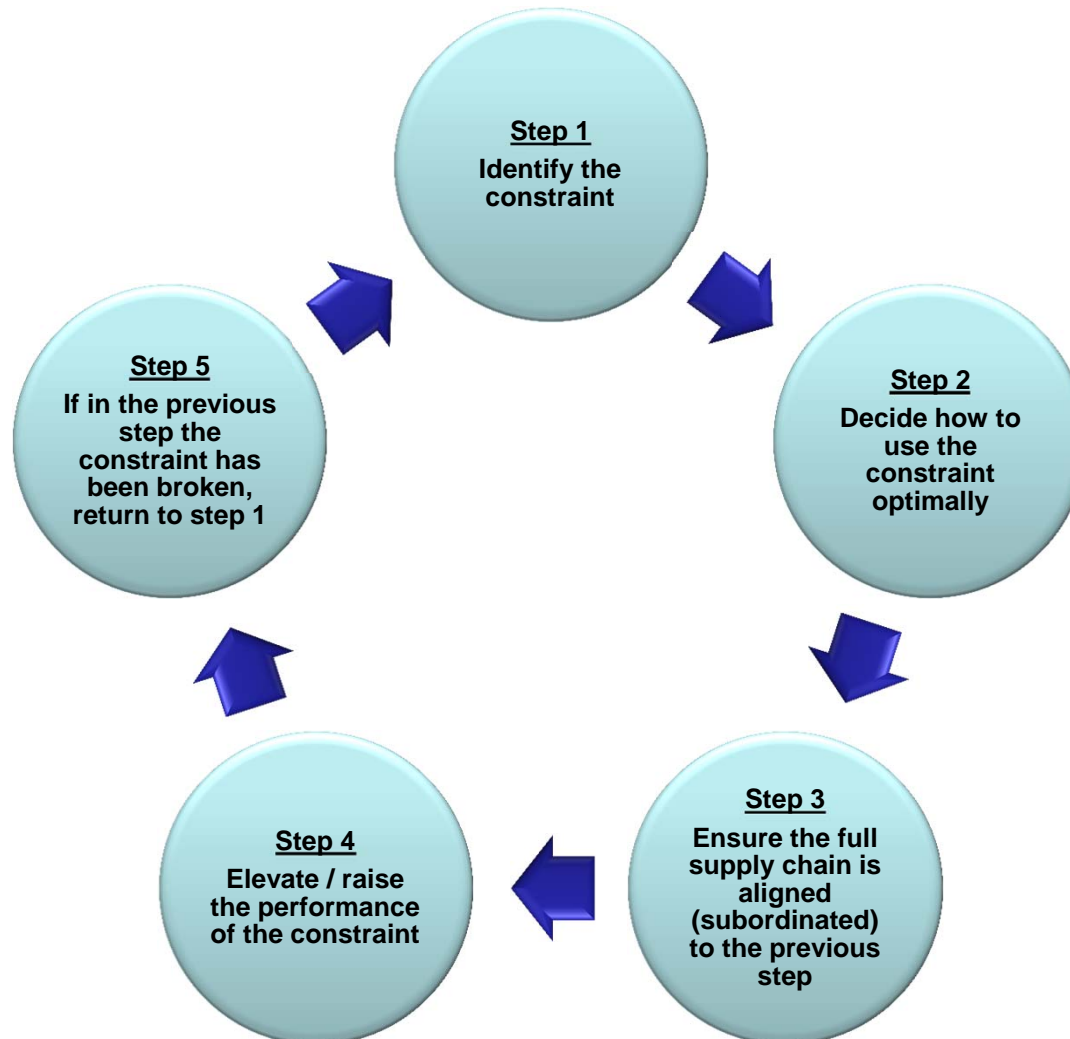 Step 1
Identify the
constraint
Step 2
Decide how to
use the
constraint
optimally
Step 3
Ensure the full
supply chain is
aligned
(subordinated)
to the previous
step
Step 4
Elevate / raise
the performance
of the constraint
Step 5
If in the previous
step the
constraint has
been broken,
return to step 1